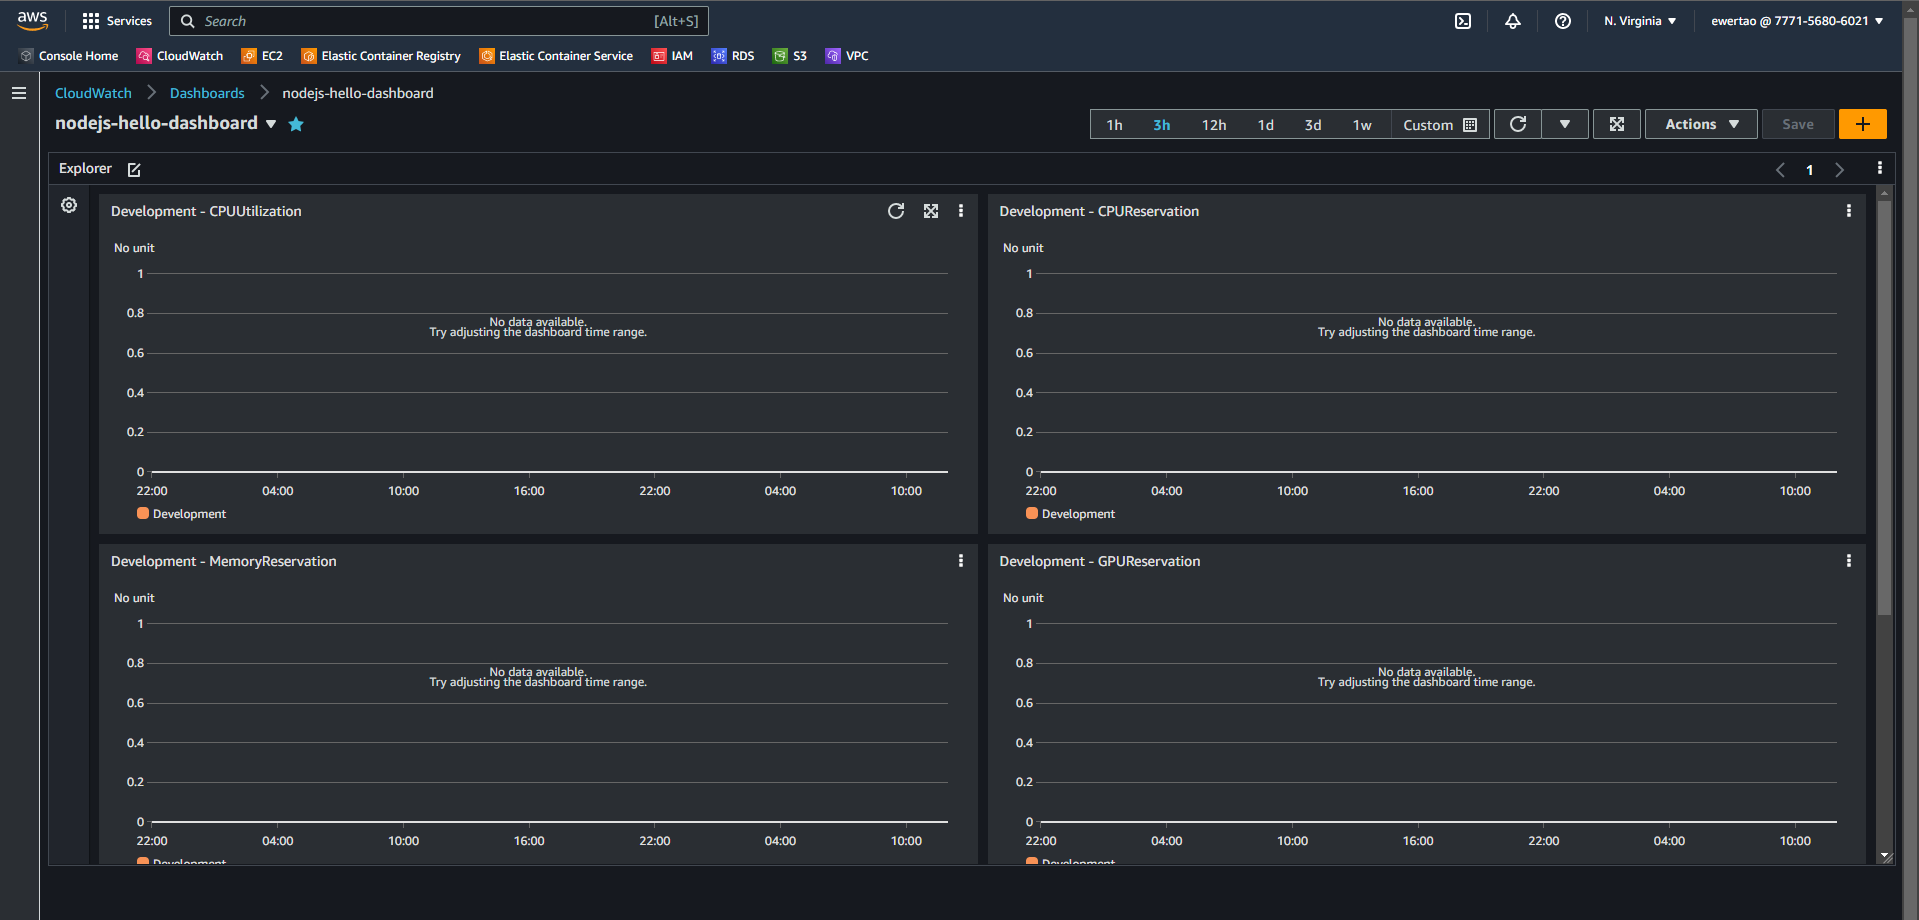 aws
Services
Search
[Alt+S]
N. Virginia
ewertao @ 7771-5680-6021
Console Home
CloudWatch
EC2
Elastic Container Registry
Elastic Container Service
IAM
RDS
S3
VPC
CloudWatch
Dashboards
nodejs-hello-dashboard
nodejs-hello-dashboard
1h
3h
12h
1d
3d
1w
Custom
Actions
Save
Explorer
1
Development - CPUUtilization
No unit
1
0.8
No data available.
Try adjusting the dashboard time range.
0.6
0.4
0.2
0
22:00 04:00 10:00 16:00 22:00 04:00 10:00
Development
Development - CPUReservation
No unit
1
0.8
No data available.
Try adjusting the dashboard time range.
0.6
0.4
0.2
0
22:00 04:00 10:00 16:00 22:00 04:00 10:00
Development
Development - MemoryReservation
No unit
1
0.8
No data available.
Try adjusting the dashboard time range.
0.6
0.4
0.2
0
22:00 04:00 10:00 16:00 22:00 04:00 10:00
Development
Development - GPUReservation
No unit
1
0.8
No data available.
Try adjusting the dashboard time range.
0.6
0.4
0.2
0
22:00 04:00 10:00 16:00 22:00 04:00 10:00
Development